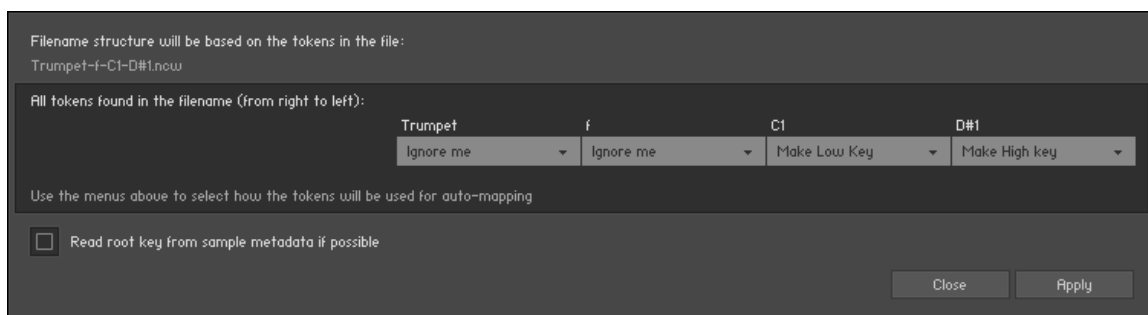 Filename structure will be based on the tokens in the file:
Trumpet-f-C1-D#1.ncw
All tokens found in the filename (from right to left):
Trumpet f C1 D#1
Ignore me Ignore me Make Low Key Make High key
Use the menus above to select how the tokens will be used for auto-mapping
Read root key from sample metadata if possible
Close Apply